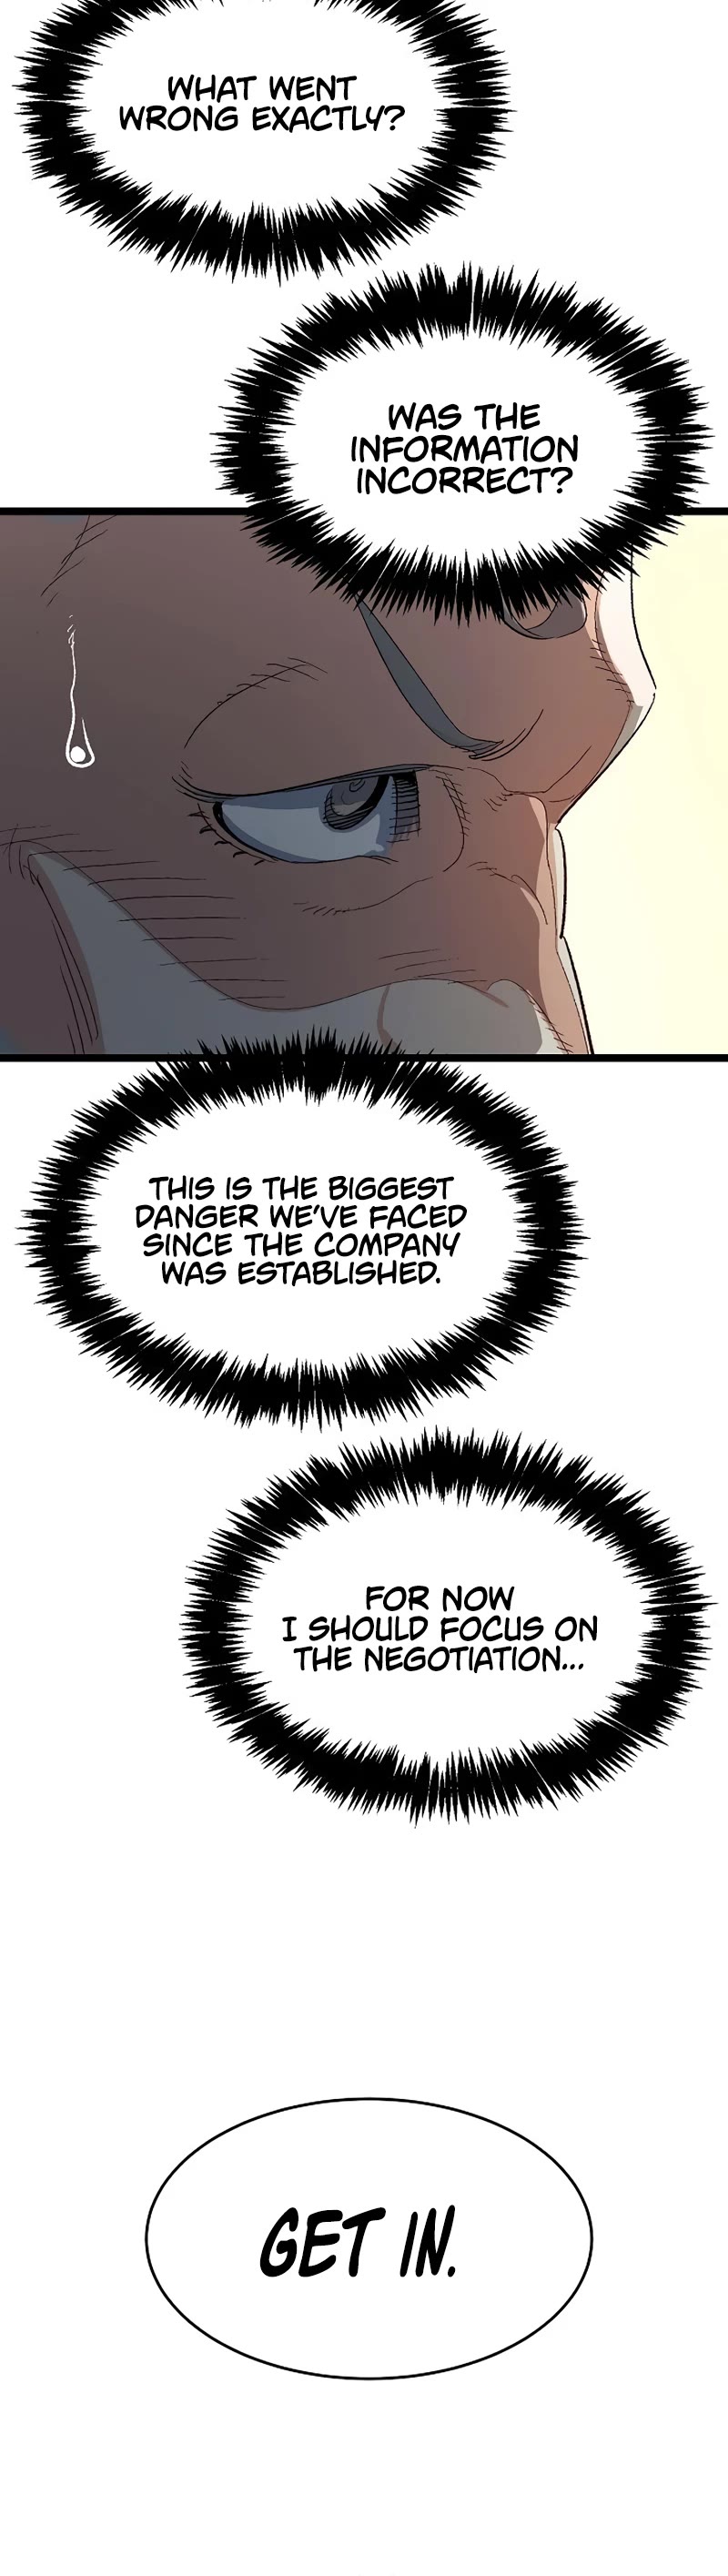 WHAT WENT
WRONG EXACTLY?
WAS THE
INFORMATION
INCORRECT?
THIS IS THE BIGGEST
DANGER WE'VE FACED
SINCE THE COMPANY
WAS ESTABLISHED.
FOR NOW
I SHOULD FOCUS ON
THE NEGOTIATION...
GET IN.